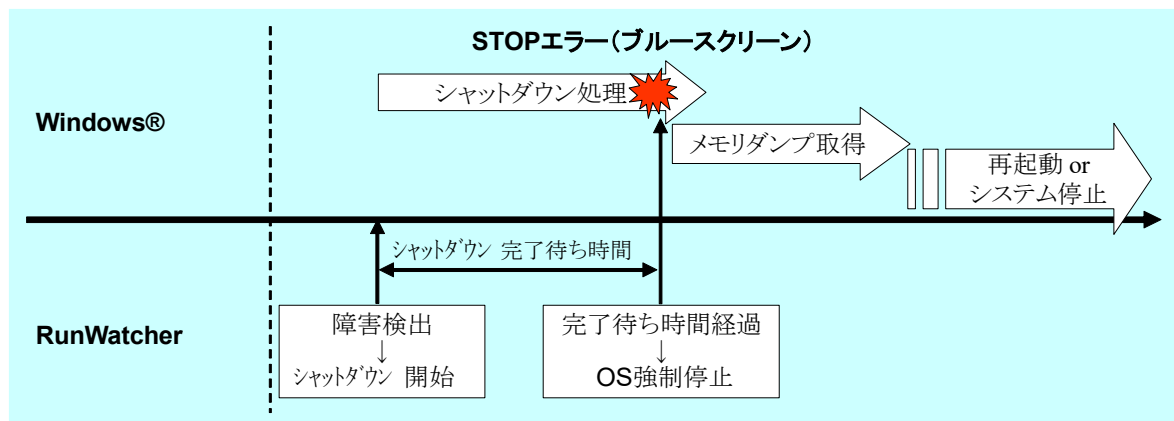 STOPエラー(ブルースクリーン)
シャットダウン処理
Windows®
メモリダンプ取得
再起動 or
システム停止
シャットダウン 完了待ち時間
RunWatcher
障害検出
↓
シャットダウン 開始
完了待ち時間経過
↓
OS強制停止